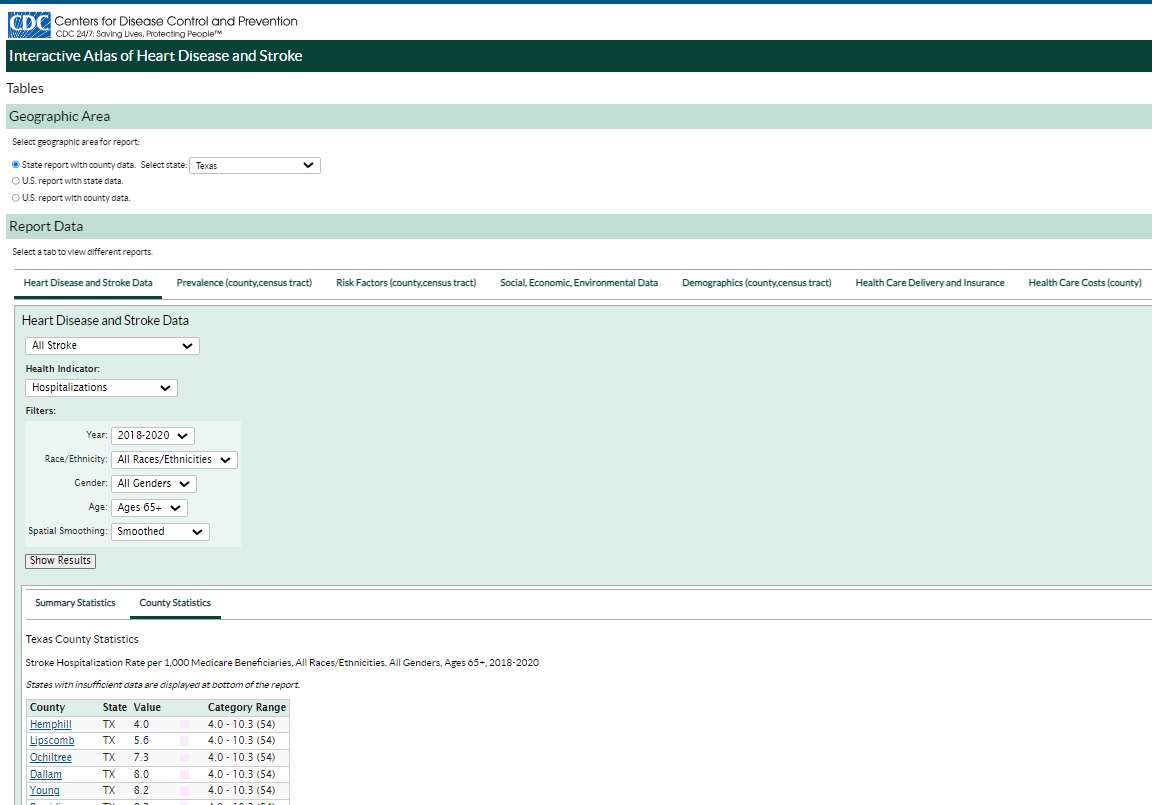 CDC Centers for Disease Control and Prevention
CDC 24/7: Saving Lives, Protecting People™
Interactive Atlas of Heart Disease and Stroke
Tables
Geographic Area
Select geographic area for report:
State report with county data. Select state: Texas
U.S. report with state data.
U.S. report with county data.
Report Data
Select a tab to view different reports.
Heart Disease and Stroke Data Prevalence (county,census tract) Risk Factors (county,census tract) Social, Economic, Environmental Data Demographics (county,census tract) Health Care Delivery and Insurance Health Care Costs (county)
Heart Disease and Stroke Data
All Stroke
Health Indicator:
Hospitalizations
Filters:
Year: 2018-2020
Race/Ethnicity: All Races/Ethnicities
Gender: All Genders
Age: Ages 65+
Spatial Smoothing: Smoothed
Show Results
Summary Statistics County Statistics
Texas County Statistics
Stroke Hospitalization Rate per 1,000 Medicare Beneficiaries, All Races/Ethnicities, All Genders, Ages 65+, 2018-2020
States with insufficient data are displayed at bottom of the report.
County State Value Category Range
Hemphill TX 4.0 4.0 - 10.3 (54)
Lipscomb TX 5.6 4.0 - 10.3 (54)
Ochiltree TX 7.3 4.0 - 10.3 (54)
Dallam TX 8.0 4.0 - 10.3 (54)
Young TX 8.2 4.0 - 10.3 (54)